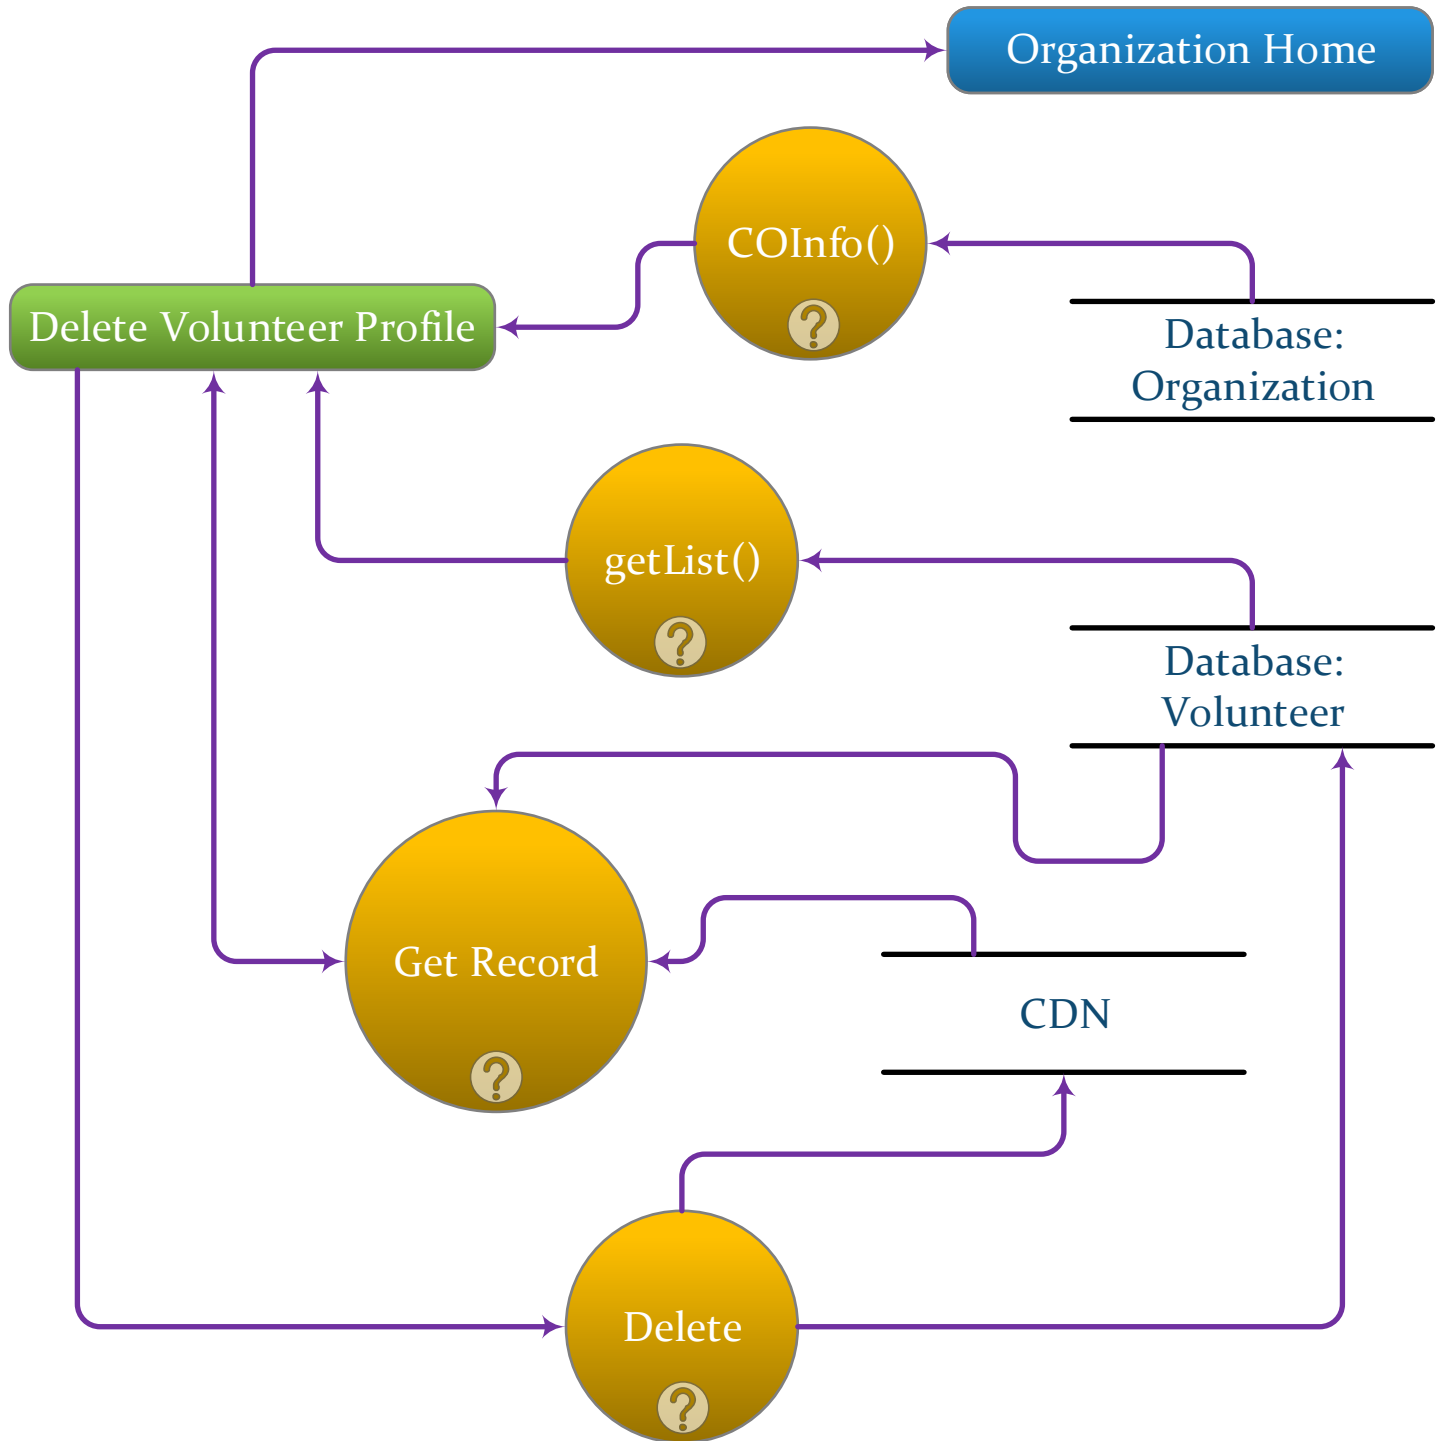 Organization Home
COInfo()
Delete Volunteer Profile
Database:
Organization
getList()
Database:
Volunteer
Get Record
CDN
Delete